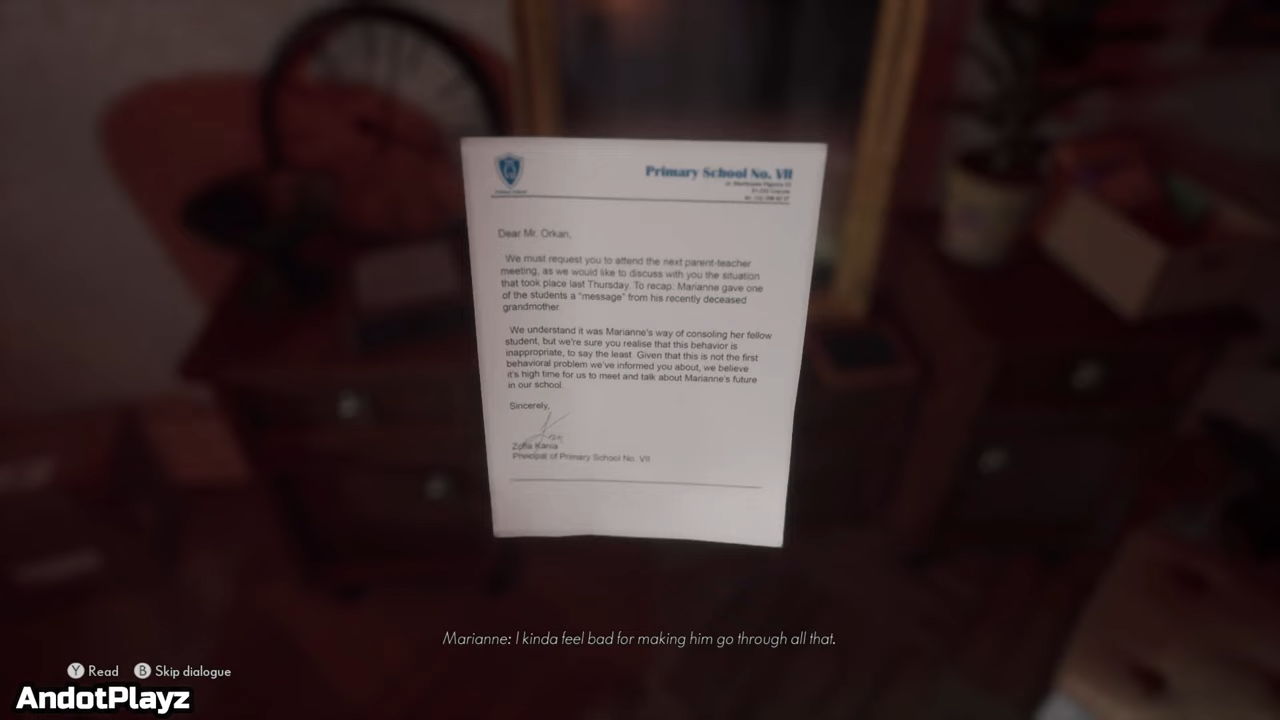 Primary School No. VII
Dear Mr. Orkan,
We must request you to attend the next parent-teacher
meeting, as we would like to discuss with you the situation
that took place last Thursday. To recap: Marianne gave one
of the students a "message" from his recently deceased
grandmother.
We understand it was Marianne's way of consoling her fellow
student, but we're sure you realise that this behavior is
inappropriate, to say the least. Given that this is not the first
behavioral problem we've informed you about, we believe
it's high time for us to meet and talk about Marianne's future
in our school.
Sincerely,
Zofia Kania
Principal of Primary School No. VII
Marianne: I kinda feel bad for making him go through all that.
Y Read B Skip dialogue
AndotPlayz